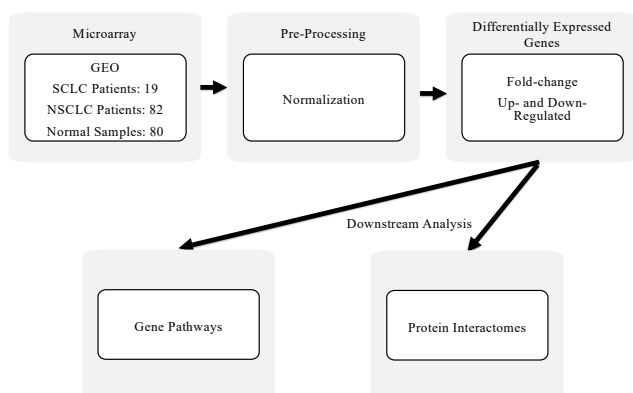 Microarray
GEO
SCLC Patients: 19
NSCLC Patients: 82
Normal Samples: 80
Pre-Processing
Normalization
Differentially Expressed
Genes
Fold-change
Up- and Down-
Regulated
Downstream Analysis
Gene Pathways
Protein Interactomes